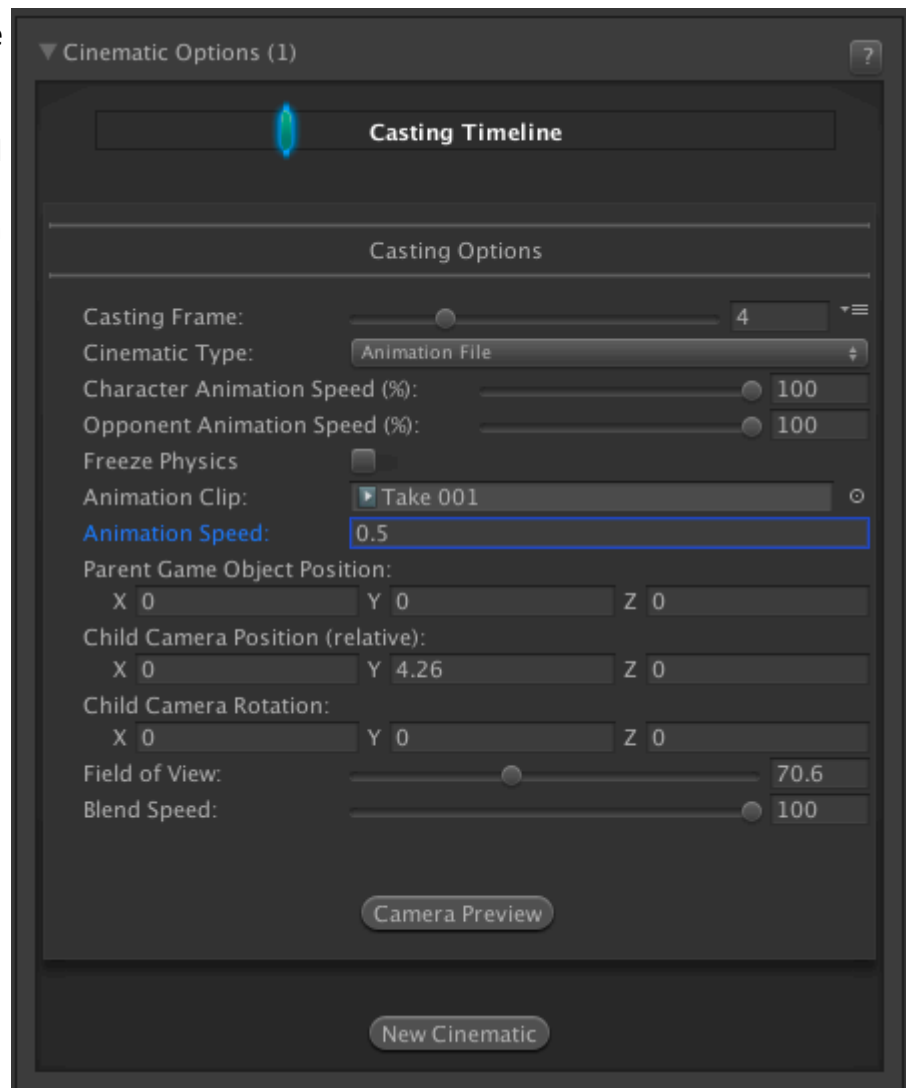 Cinematic Options (1)
?
Casting Timeline
Casting Options
Casting Frame: 4
Cinematic Type: Animation File
Character Animation Speed (%): 100
Opponent Animation Speed (%): 100
Freeze Physics
Animation Clip: Take 001
Animation Speed: 0.5
Parent Game Object Position:
X 0 Y 0 Z 0
Child Camera Position (relative):
X 0 Y 4.26 Z 0
Child Camera Rotation:
X 0 Y 0 Z 0
Field of View: 70.6
Blend Speed: 100
Camera Preview
New Cinematic